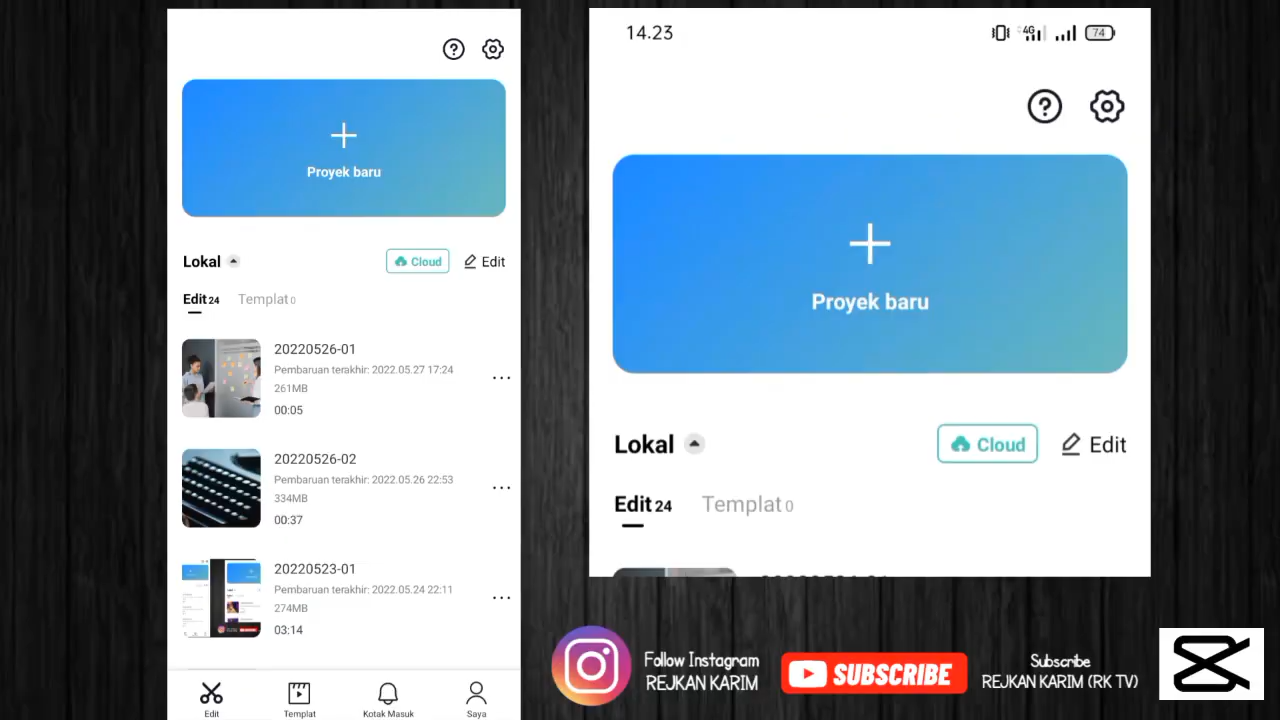 Proyek baru
Lokal
Cloud
Edit
Edit 24
Templat 0
20220526-01
Pembaruan terakhir: 2022.05.27 17:24
261MB
00:05
20220526-02
Pembaruan terakhir: 2022.05.26 22:53
334MB
00:37
20220523-01
Pembaruan terakhir: 2022.05.24 22:11
274MB
03:14
Edit
Templat
Kotak Masuk
Saya
14.23
4G
74
Proyek baru
Lokal
Cloud
Edit
Edit 24
Templat 0
Follow Instagram
REJKAN KARIM
SUBSCRIBE
Subscribe
REJKAN KARIM (RK TV)